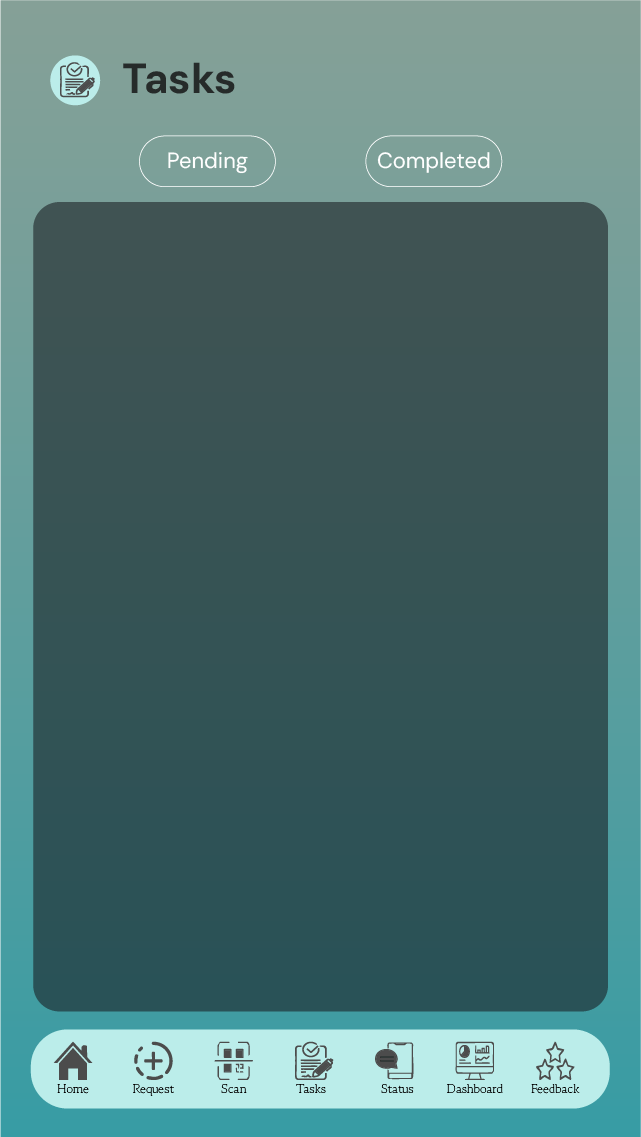 Tasks
Pending Completed
Home Request Scan Tasks Status Dashboard Feedback